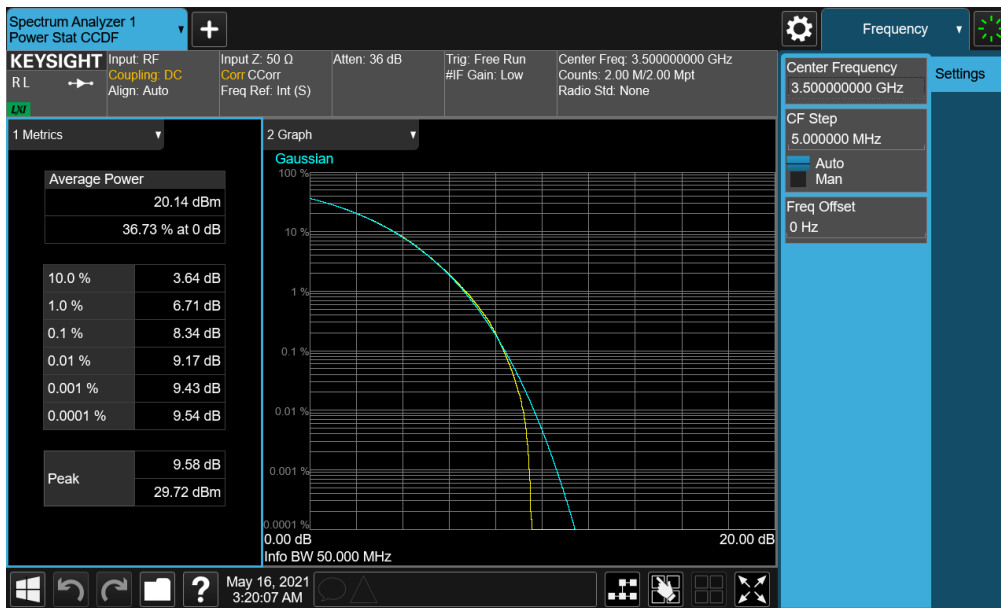 Spectrum Analyzer 1
Power Stat CCDF
Frequency
KEYSIGHT
R L
LXI
Input: RF
Coupling: DC
Align: Auto
Input Z: 50 Ω
Corr CCorr
Freq Ref: Int (S)
Atten: 36 dB
Trig: Free Run
#IF Gain: Low
Center Freq: 3.500000000 GHz
Counts: 2.00 M/2.00 Mpt
Radio Std: None
Center Frequency
3.500000000 GHz
Settings
CF Step
5.000000 MHz
Auto
Man
Freq Offset
0 Hz
1 Metrics
Average Power
20.14 dBm
36.73 % at 0 dB
10.0 % 3.64 dB
1.0 % 6.71 dB
0.1 % 8.34 dB
0.01 % 9.17 dB
0.001 % 9.43 dB
0.0001 % 9.54 dB
Peak
9.58 dB
29.72 dBm
2 Graph
Gaussian
100 %
10 %
1 %
0.1 %
0.01 %
0.001 %
0.0001 %
0.00 dB 20.00 dB
Info BW 50.000 MHz
?
May 16, 2021
3:20:07 AM